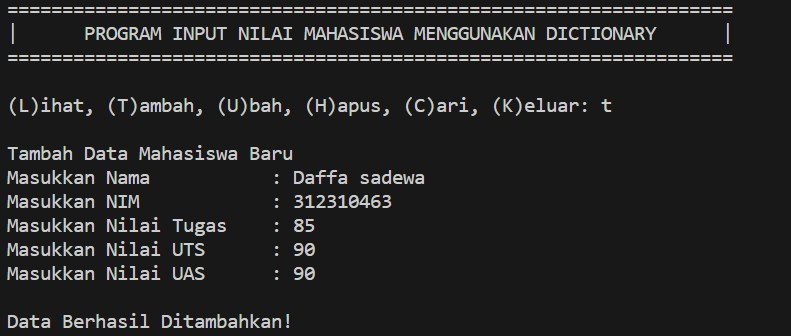 ==================================================================
|      PROGRAM INPUT NILAI MAHASISWA MENGGUNAKAN DICTIONARY      |
==================================================================
(L)ihat, (T)ambah, (U)bah, (H)apus, (C)ari, (K)eluar: t
Tambah Data Mahasiswa Baru
Masukkan Nama           : Daffa sadewa
Masukkan NIM            : 312310463
Masukkan Nilai Tugas    : 85
Masukkan Nilai UTS      : 90
Masukkan Nilai UAS      : 90
Data Berhasil Ditambahkan!